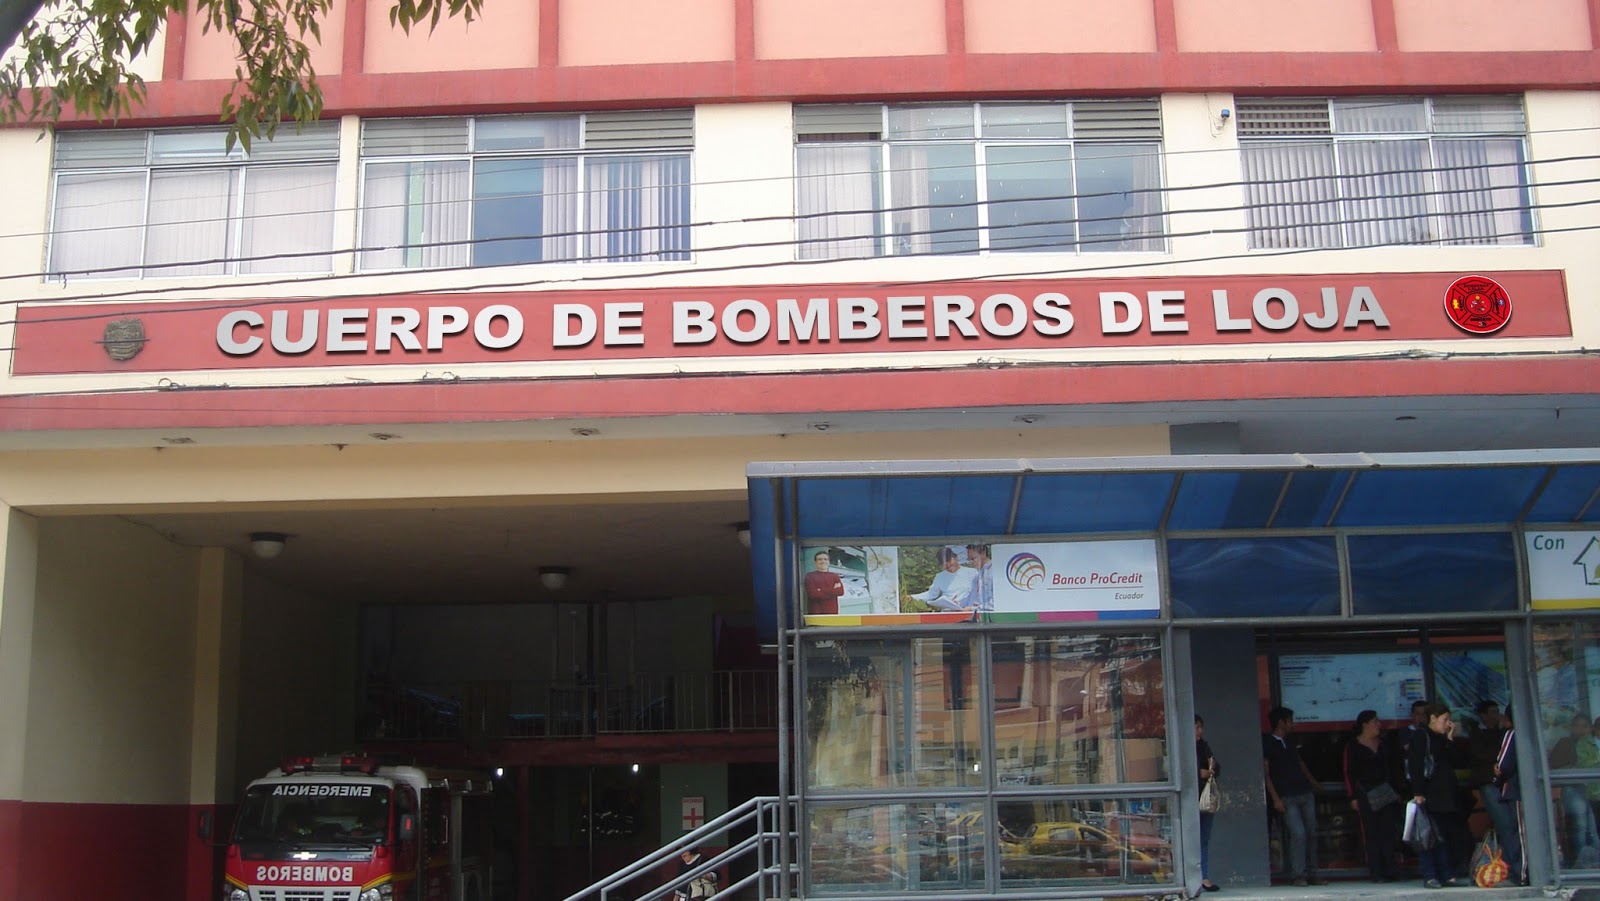 CUERPO DE BOMBEROS DE LOJA
Banco ProCredit
Ecuador
Con
EMERGENCIA
BOMBEROS